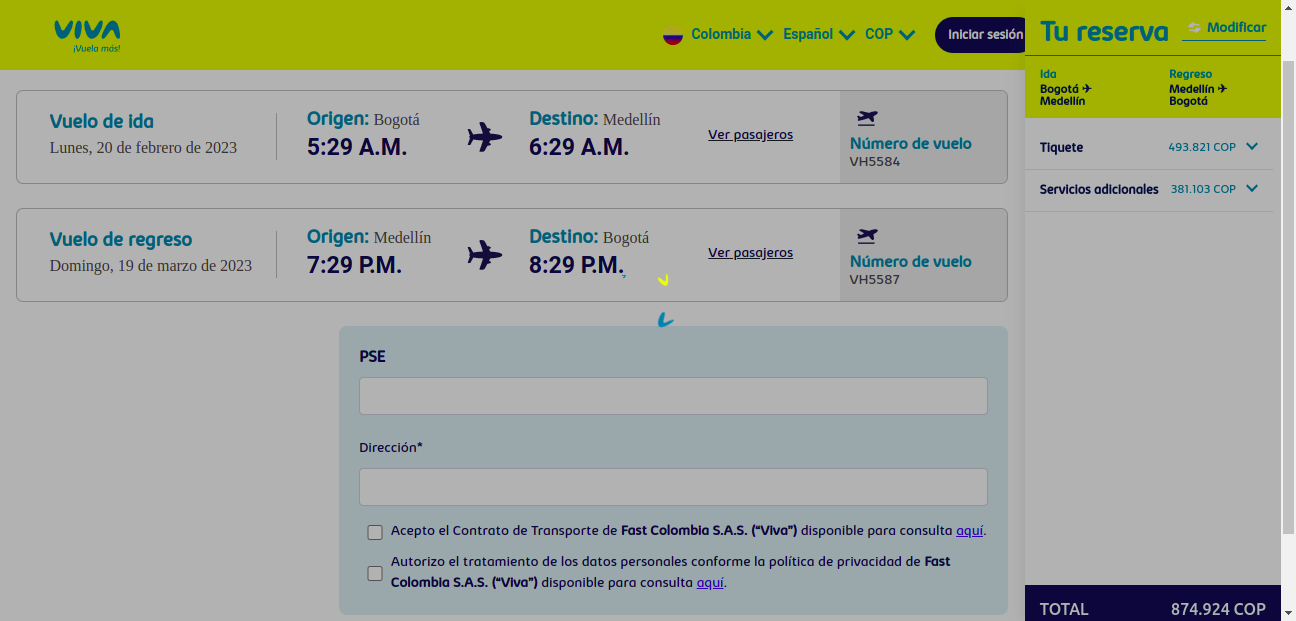 VIVA
¡Vuela más!
Colombia Español COP Iniciar sesión
Tu reserva Modificar
Ida Regreso
Bogotá Medellín
Medellín Bogotá
Vuelo de ida
Lunes, 20 de febrero de 2023
Origen: Bogotá
5:29 A.M.
Destino: Medellín
6:29 A.M.
Ver pasajeros
Número de vuelo
VH5584
Vuelo de regreso
Domingo, 19 de marzo de 2023
Origen: Medellín
7:29 P.M.
Destino: Bogotá
8:29 P.M.
Ver pasajeros
Número de vuelo
VH5587
Tiquete 493.821 COP
Servicios adicionales 381.103 COP
PSE
Dirección*
Acepto el Contrato de Transporte de Fast Colombia S.A.S. (“Viva”) disponible para consulta aquí.
Autorizo el tratamiento de los datos personales conforme la política de privacidad de Fast
Colombia S.A.S. (“Viva”) disponible para consulta aquí.
TOTAL 874.924 COP